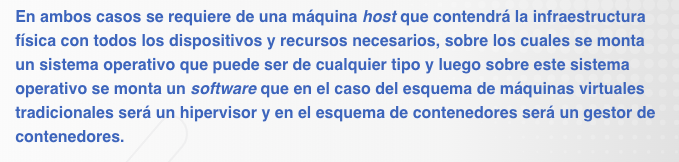 En ambos casos se requiere de una máquina host que contendrá la infraestructura
física con todos los dispositivos y recursos necesarios, sobre los cuales se monta
un sistema operativo que puede ser de cualquier tipo y luego sobre este sistema
operativo se monta un software que en el caso del esquema de máquinas virtuales
tradicionales será un hipervisor y en el esquema de contenedores será un gestor de
contenedores.